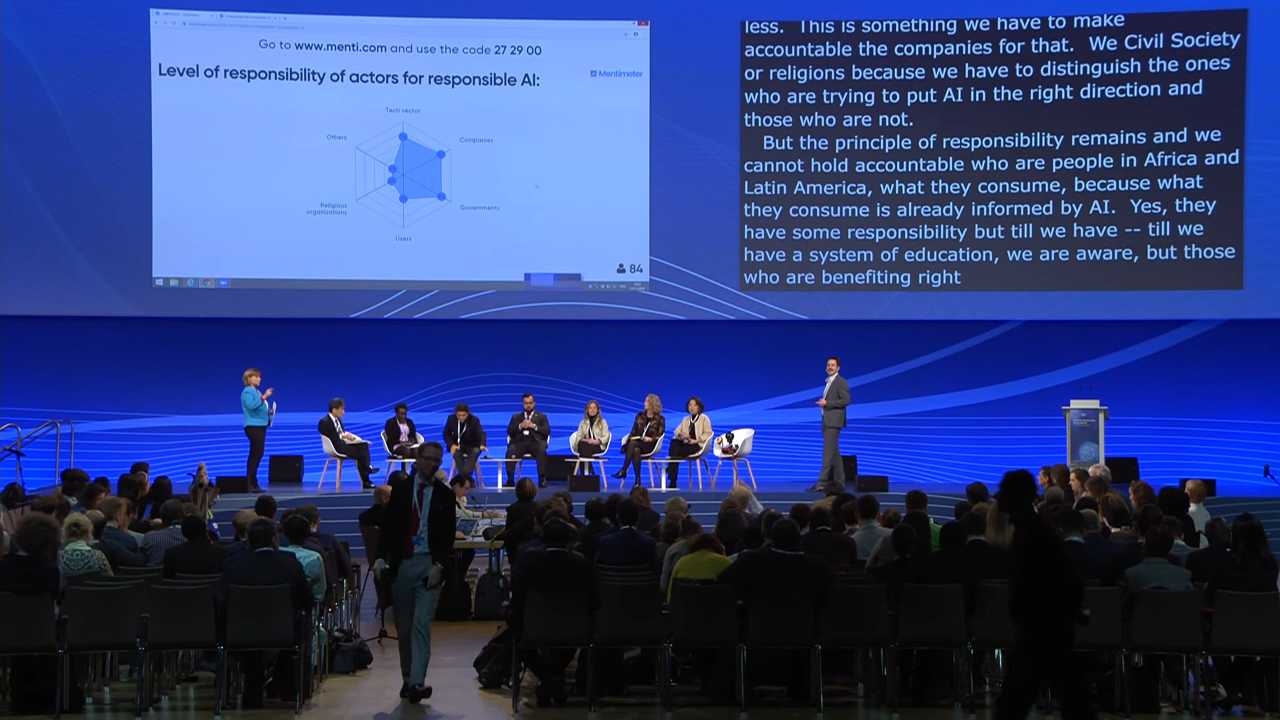 Go to www.menti.com and use the code 27 29 00
Level of responsibility of actors for responsible AI:
Mentimeter
Tech sector
Others
Companies
Religious
organisations
Governments
Users
84
less. This is something we have to make
accountable the companies for that. We Civil Society
or religions because we have to distinguish the ones
who are trying to put AI in the right direction and
those who are not.
But the principle of responsibility remains and we
cannot hold accountable who are people in Africa and
Latin America, what they consume, because what
they consume is already informed by AI. Yes, they
have some responsibility but till we have -- till we
have a system of education, we are aware, but those
who are benefiting right